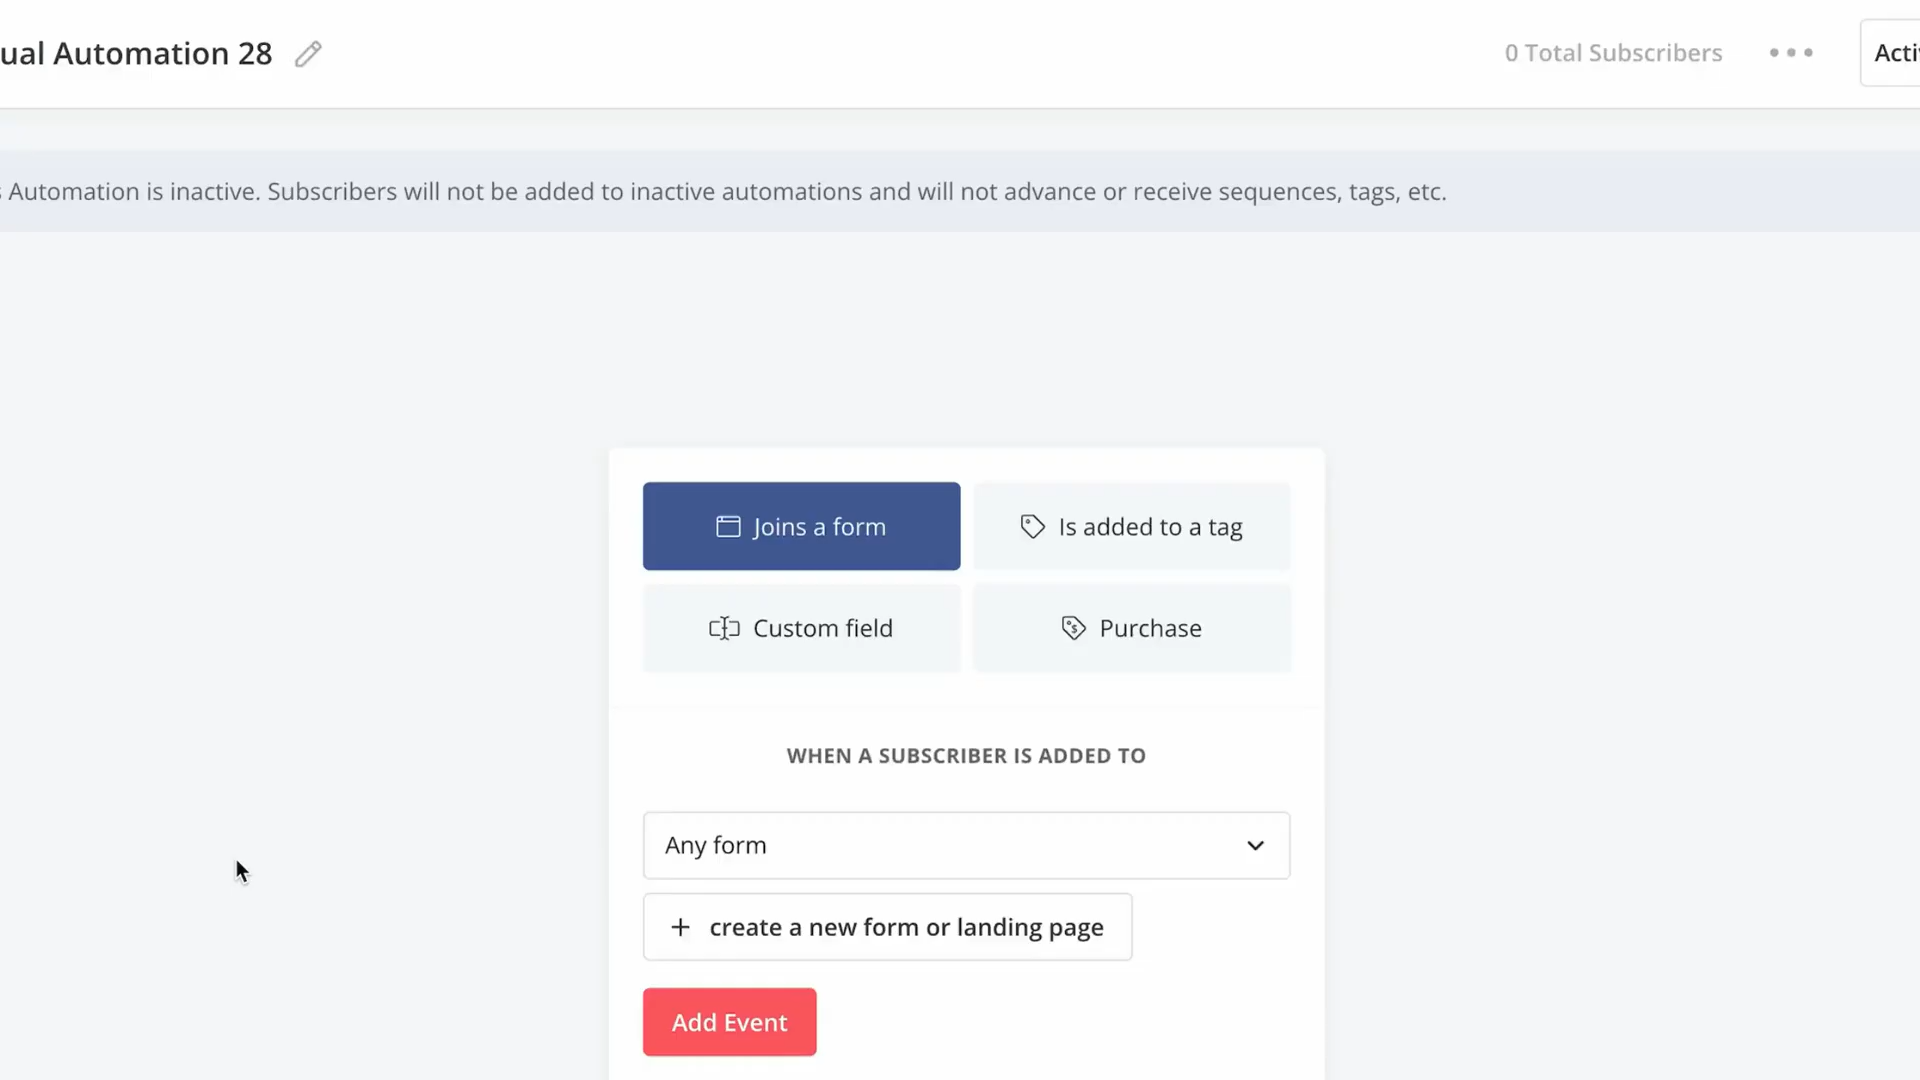 ual Automation 28
0 Total Subscribers
Acti
Automation is inactive. Subscribers will not be added to inactive automations and will not advance or receive sequences, tags, etc.
Joins a form
Is added to a tag
Custom field
Purchase
WHEN A SUBSCRIBER IS ADDED TO
Any form
+ create a new form or landing page
Add Event